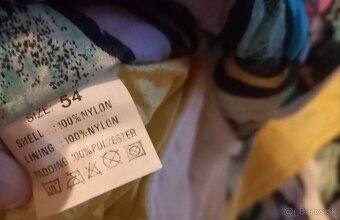 SIZE: 54
SHELL :100%NYLON
LINING :100%NYLON
PADDING :100%POLYESTER